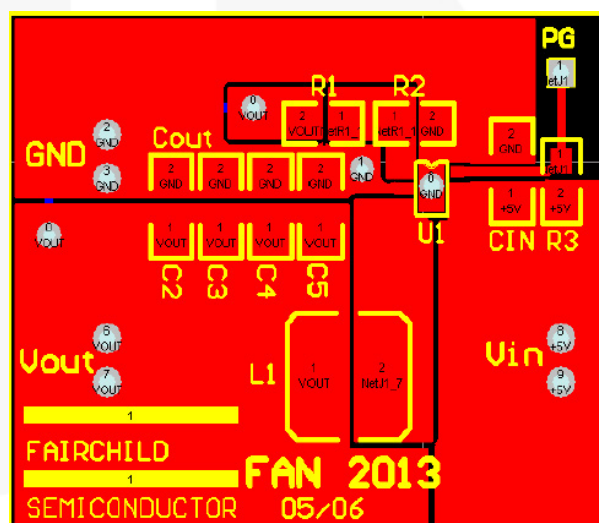 PG
1
NetJ1
R1 R2
0
VOUT
2 1 1 2
VOUT NetR1_1 NetR1_1 GND
2
GND
GND
Cout
2
GND
3
GND
2 2 2 2
GND GND GND GND
1
GND
0
GND
1
NetJ1
1 2
+5V +5V
U1
CIN R3
0
VOUT
1 1 1 1
VOUT VOUT VOUT VOUT
C2 C3 C4 C5
6
VOUT
Vout
7
VOUT
L1
1 2
VOUT NetJ1_7
Vin
8
+5V
9
+5V
1
FAIRCHILD
FAN 2013
1
SEMICONDUCTOR 05/06